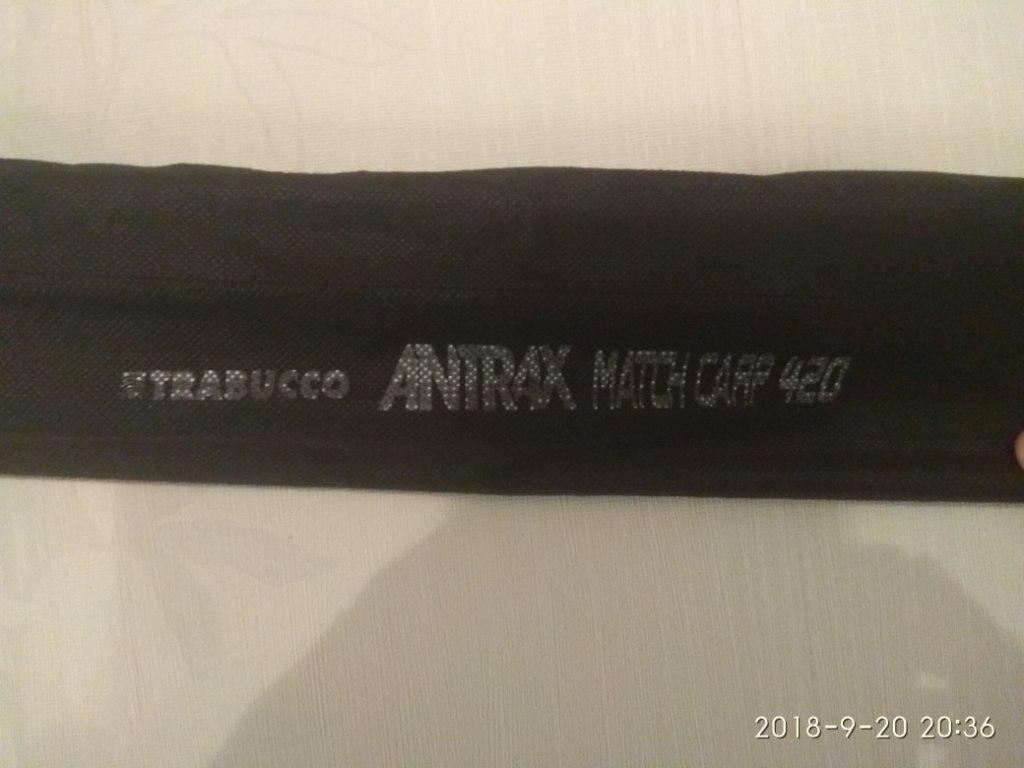 TRABUCCO ANTRAX MATCH CARP 420
2018-9-20 20:36